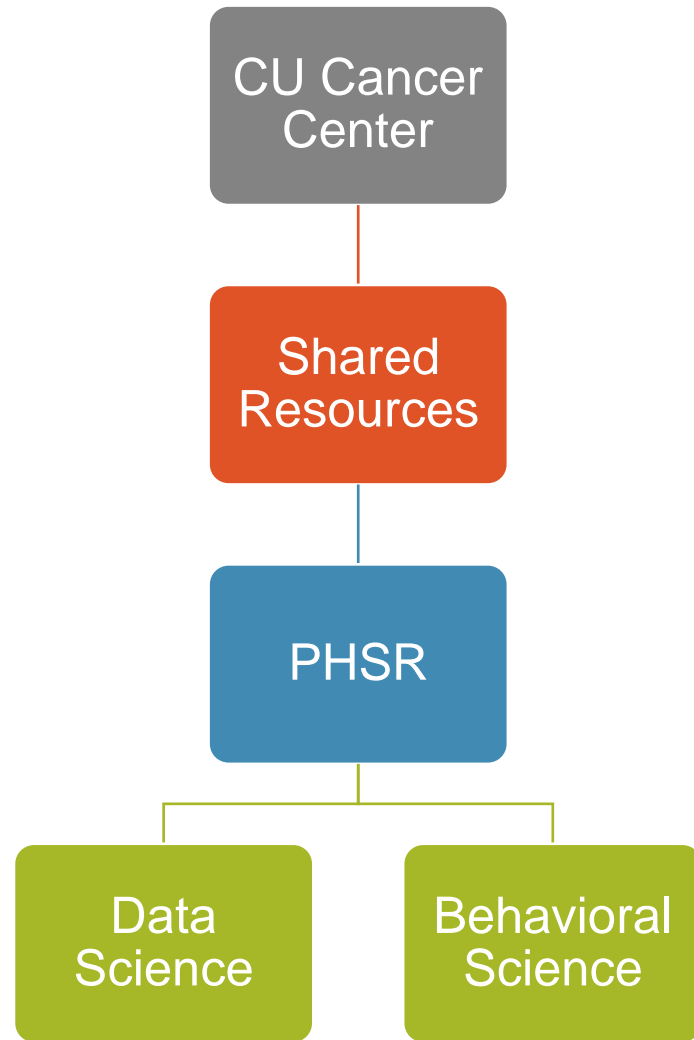 CU Cancer
Center
Shared
Resources
PHSR
Data
Science
Behavioral
Science